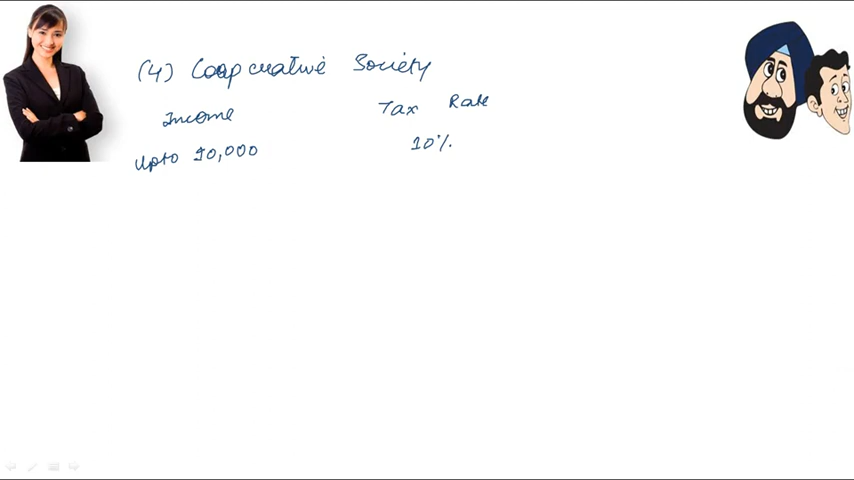 (4) Cooperative Society
Income Tax Rate
Upto 10,000 10%